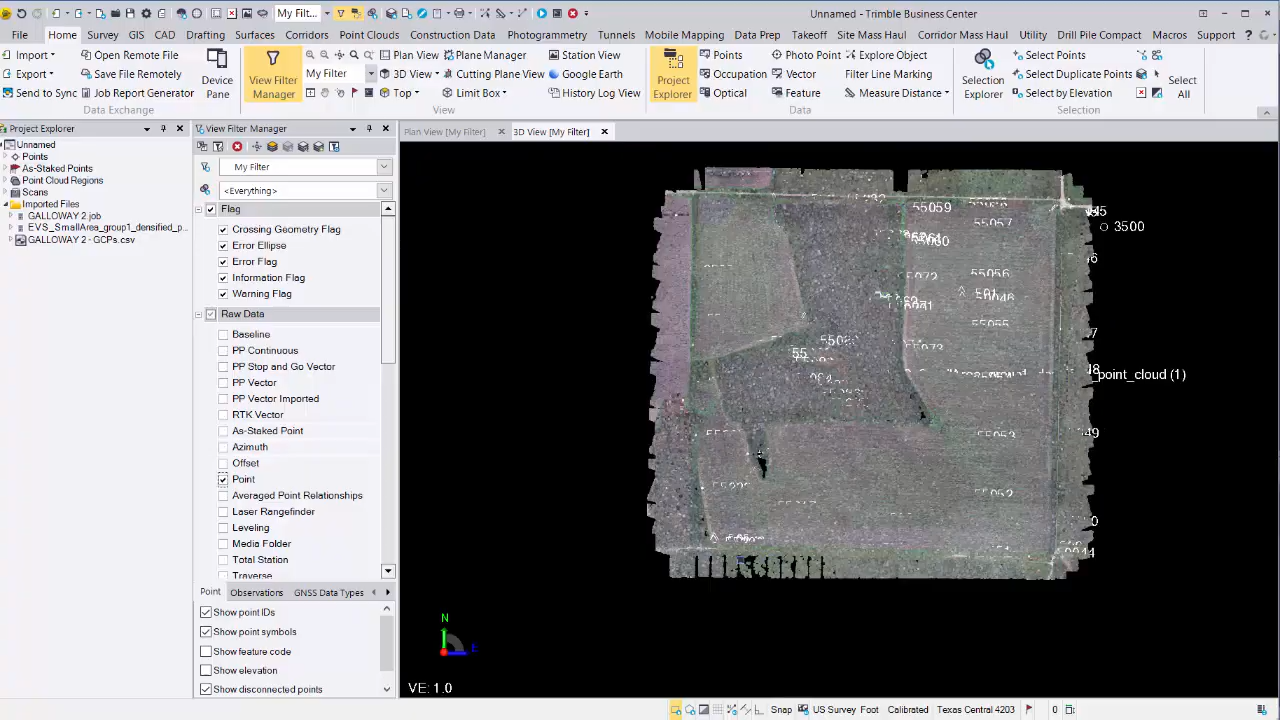 My Filt...
Unnamed - Trimble Business Center
File Home Survey GIS CAD Drafting Surfaces Corridors Point Clouds Construction Data Photogrammetry Tunnels Mobile Mapping Data Prep Takeoff Site Mass Haul Corridor Mass Haul Utility Drill Pile Compact Macros Support
Import Open Remote File
Export Save File Remotely
Send to Sync Job Report Generator
Device Pane
Data Exchange
View Filter Manager
My Filter
Plan View Plane Manager Station View
3D View Cutting Plane View Google Earth
Top Limit Box History Log View
View
Project Explorer
Points Photo Point Explore Object
Occupation Vector Filter Line Marking
Optical Feature Measure Distance
Data
Selection Explorer
Select Points
Select Duplicate Points
Select by Elevation
Select All
Selection
Project Explorer
Unnamed
Points
As-Staked Points
Point Cloud Regions
Scans
Imported Files
GALLOWAY 2.job
EVS_SmallArea_group1_densified_p...
GALLOWAY 2 - GCPs.csv
View Filter Manager
My Filter
<Everything>
Flag
Crossing Geometry Flag
Error Ellipse
Error Flag
Information Flag
Warning Flag
Raw Data
Baseline
PP Continuous
PP Stop and Go Vector
PP Vector
PP Vector Imported
RTK Vector
As-Staked Point
Azimuth
Offset
Point
Averaged Point Relationships
Laser Rangefinder
Leveling
Media Folder
Total Station
Traverse
Point Observations GNSS Data Types
Show point IDs
Show point symbols
Show feature code
Show elevation
Show disconnected points
Plan View [My Filter] 3D View [My Filter]
55059
55057
3500
55060
55056
_point_cloud (1)
N
E
VE: 1.0
Snap US Survey Foot Calibrated Texas Central 4203 0